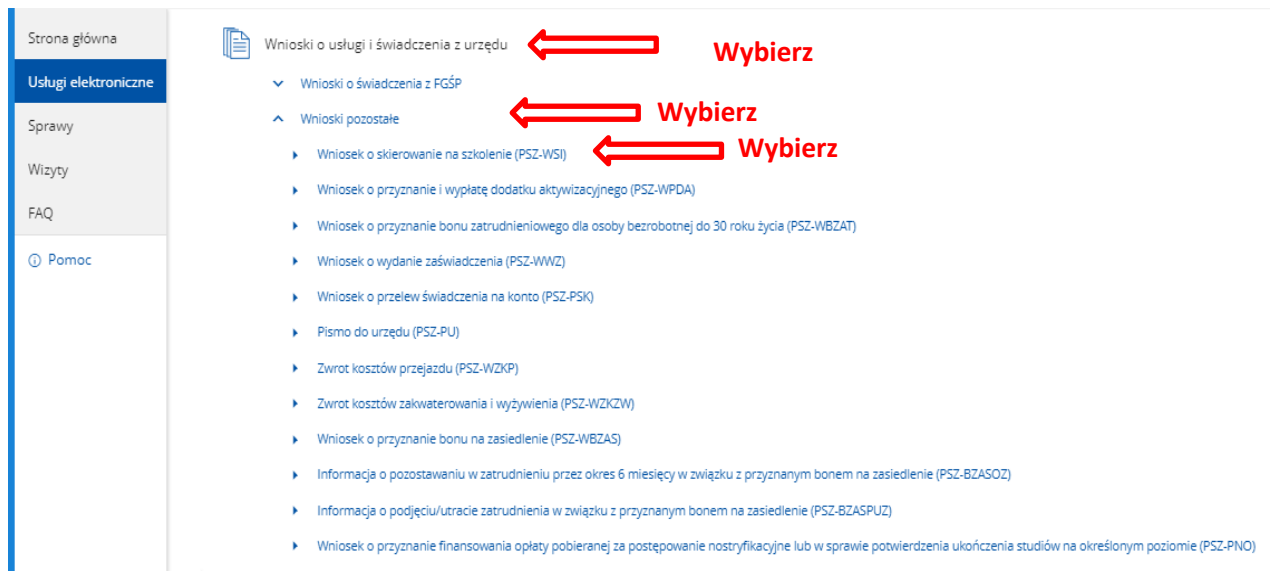 Strona główna
Usługi elektroniczne
Sprawy
Wizyty
FAQ
Pomoc
Wnioski o usługi i świadczenia z urzędu
Wybierz
Wnioski o świadczenia z FGŚP
Wnioski pozostałe
Wybierz
Wniosek o skierowanie na szkolenie (PSZ-WSI)
Wybierz
Wniosek o przyznanie i wypłatę dodatku aktywizacyjnego (PSZ-WPDA)
Wniosek o przyznanie bonu zatrudnieniowego dla osoby bezrobotnej do 30 roku życia (PSZ-WBZAT)
Wniosek o wydanie zaświadczenia (PSZ-WWZ)
Wniosek o przelew świadczenia na konto (PSZ-PSK)
Pismo do urzędu (PSZ-PU)
Zwrot kosztów przejazdu (PSZ-WZKP)
Zwrot kosztów zakwaterowania i wyżywienia (PSZ-WZKZW)
Wniosek o przyznanie bonu na zasiedlenie (PSZ-WBZAS)
Informacja o pozostawaniu w zatrudnieniu przez okres 6 miesięcy w związku z przyznanym bonem na zasiedlenie (PSZ-BZASOZ)
Informacja o podjęciu/utracie zatrudnienia w związku z przyznanym bonem na zasiedlenie (PSZ-BZASPUZ)
Wniosek o przyznanie finansowania opłaty pobieranej za postępowanie nostryfikacyjne lub w sprawie potwierdzenia ukończenia studiów na określonym poziomie (PSZ-PNO)